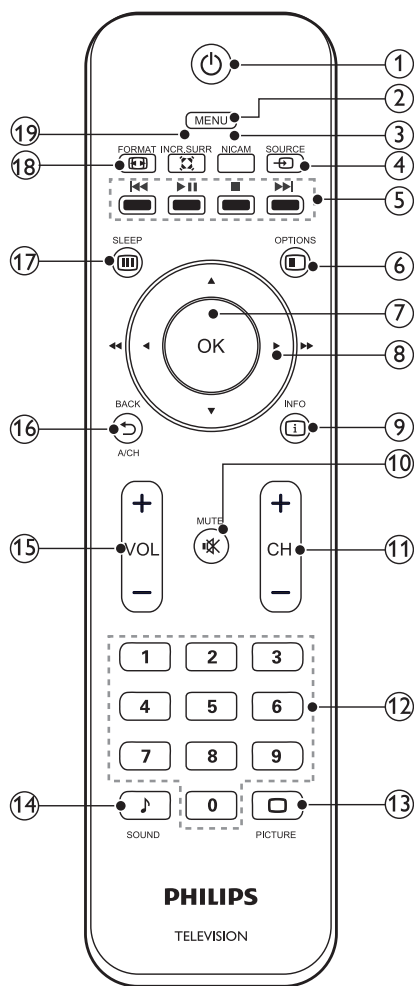 1
MENU
2
19
3
FORMAT INCR.SURR NICAM SOURCE
18
4
5
SLEEP OPTIONS
17
6
7
OK
8
BACK INFO
i
16
9
A/CH
10
+ MUTE +
15
VOL CH
11
− −
1 2 3
4 5 6
12
7 8 9
14
0
13
SOUND PICTURE
PHILIPS
TELEVISION